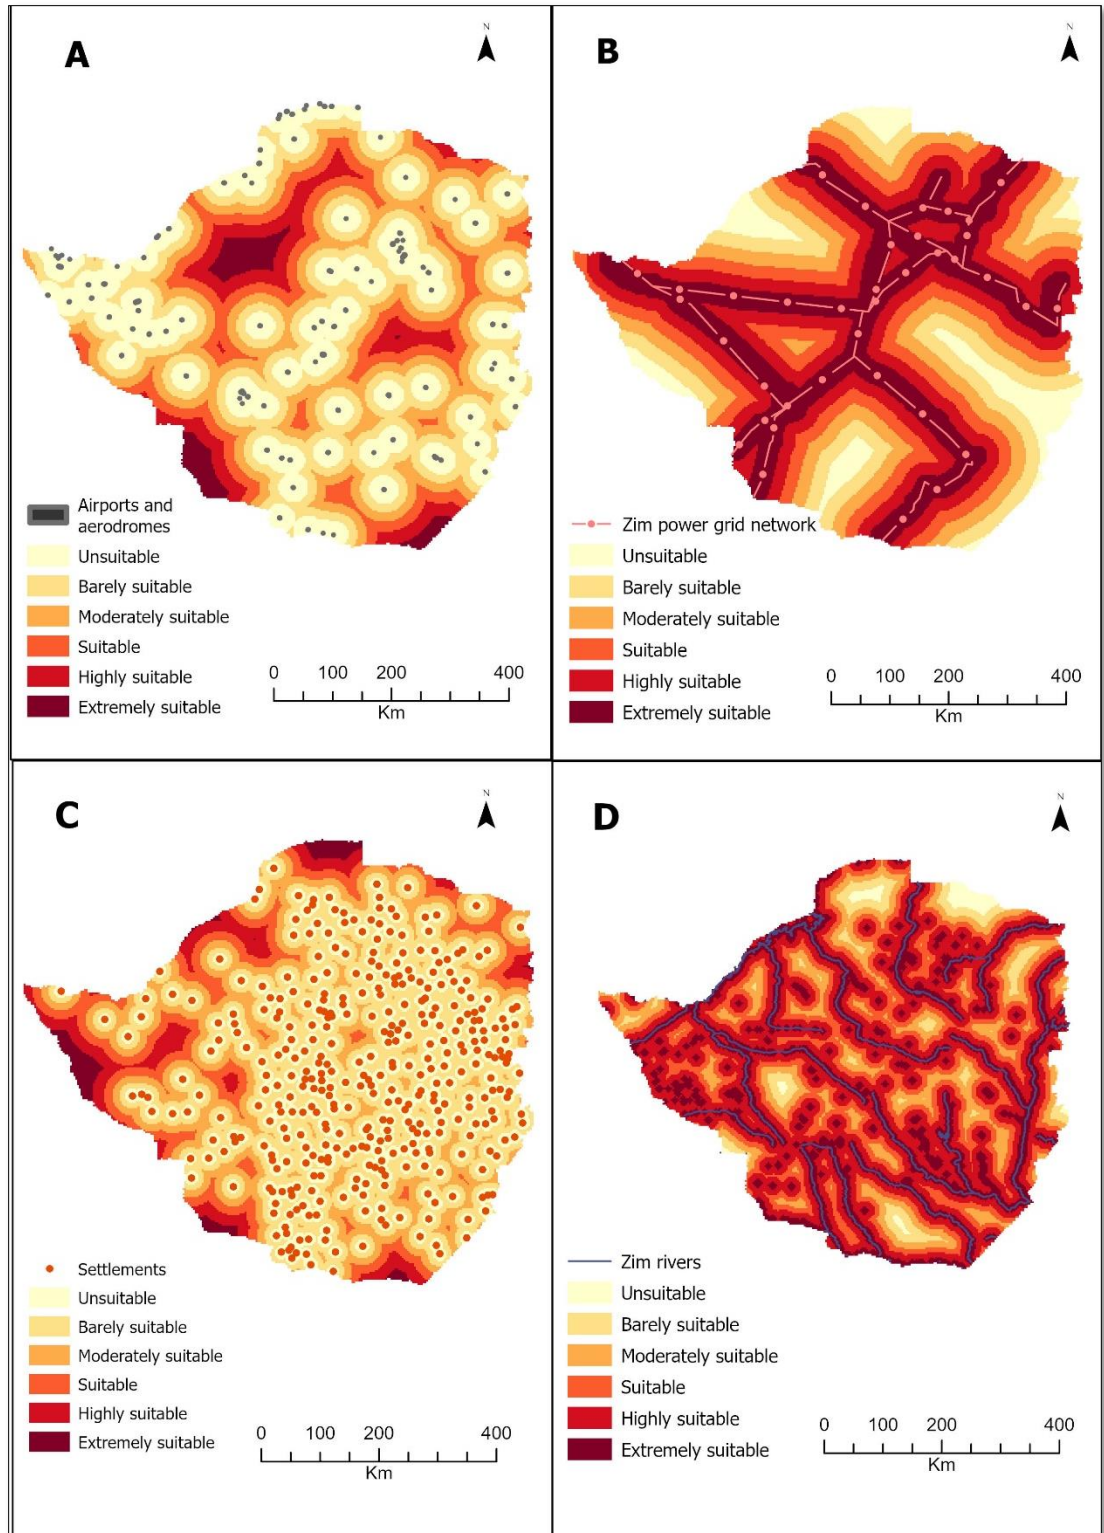 A
N
Airports and
aerodromes
Unsuitable
Barely suitable
Moderately suitable
Suitable
Highly suitable
Extremely suitable
0 100 200 400
Km
B
N
Zim power grid network
Unsuitable
Barely suitable
Moderately suitable
Suitable
Highly suitable
Extremely suitable
0 100 200 400
Km
C
N
Settlements
Unsuitable
Barely suitable
Moderately suitable
Suitable
Highly suitable
Extremely suitable
0 100 200 400
Km
D
N
Zim rivers
Unsuitable
Barely suitable
Moderately suitable
Suitable
Highly suitable
Extremely suitable
0 100 200 400
Km